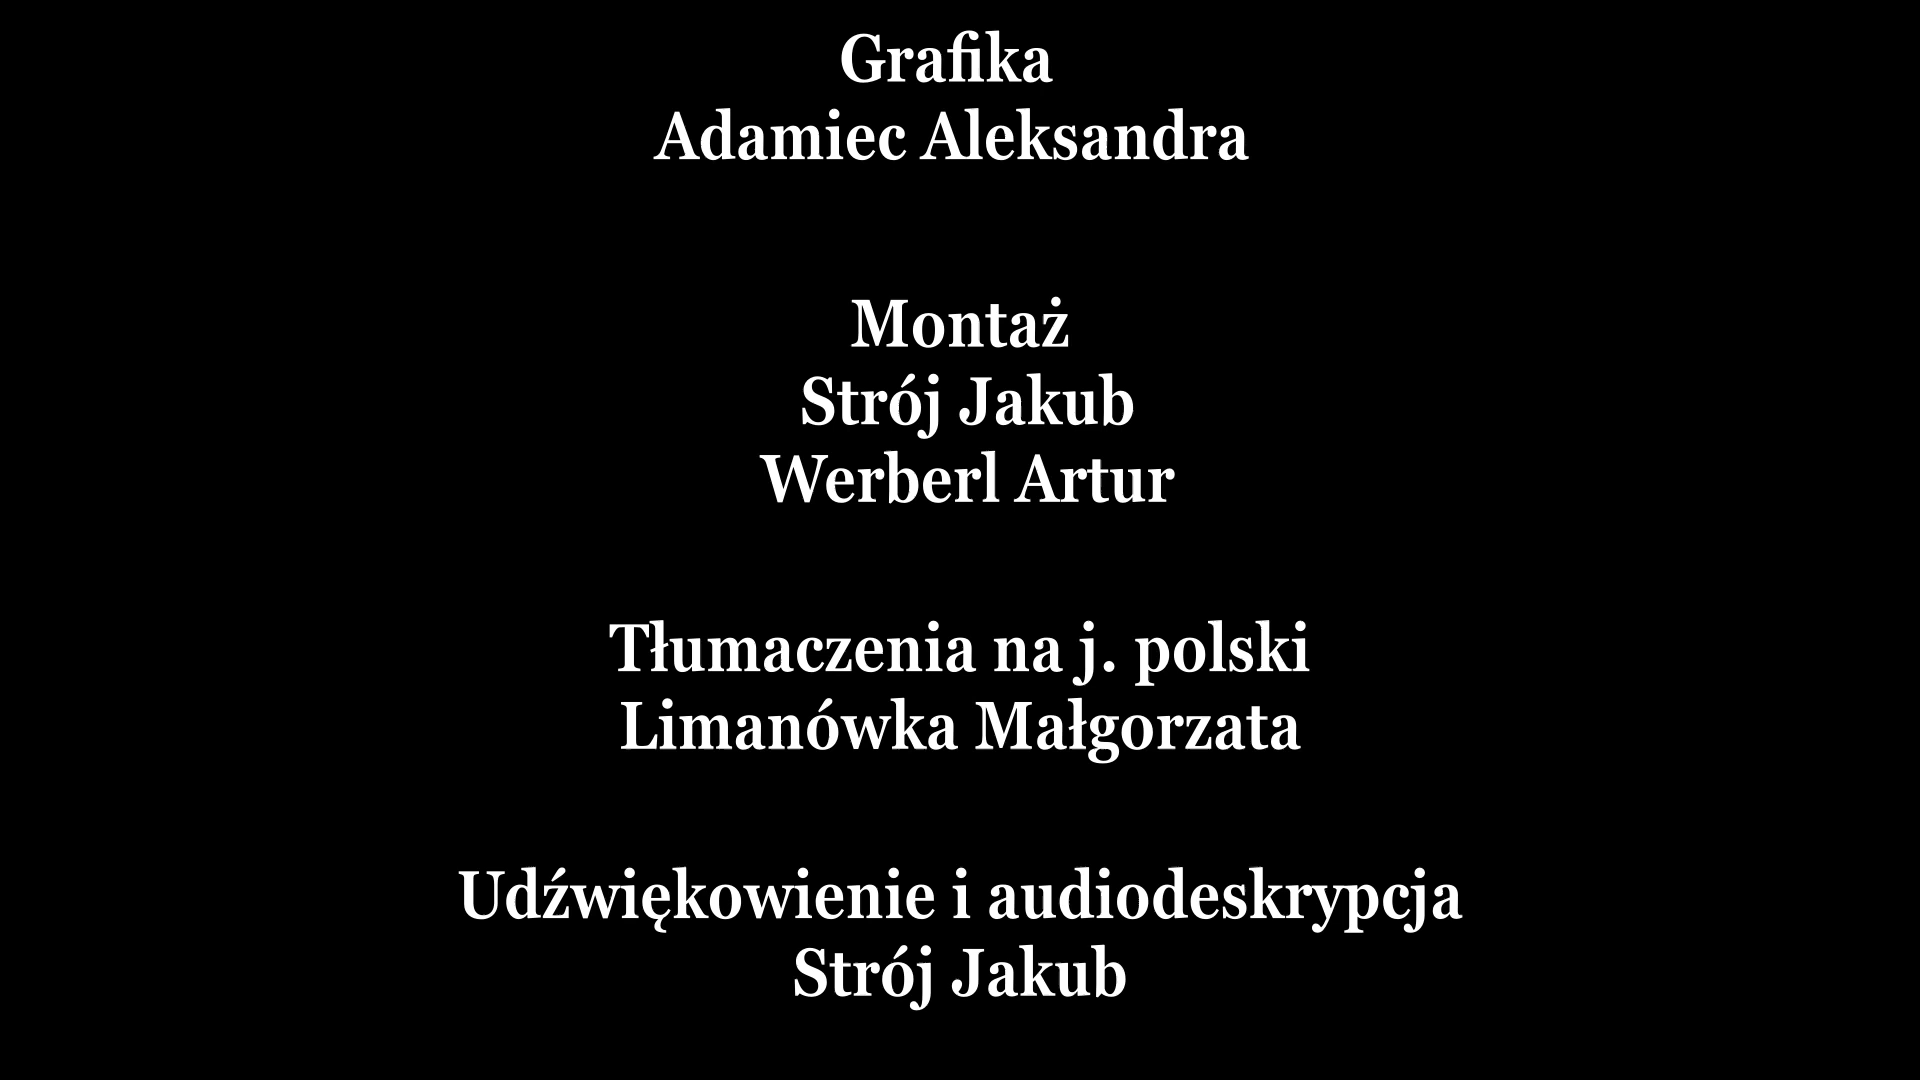 Grafika
Adamiec Aleksandra
Montaż
Strój Jakub
Werberl Artur
Tłumaczenia na j. polski
Limanówka Małgorzata
Udźwiękowienie i audiodeskrypcja
Strój Jakub